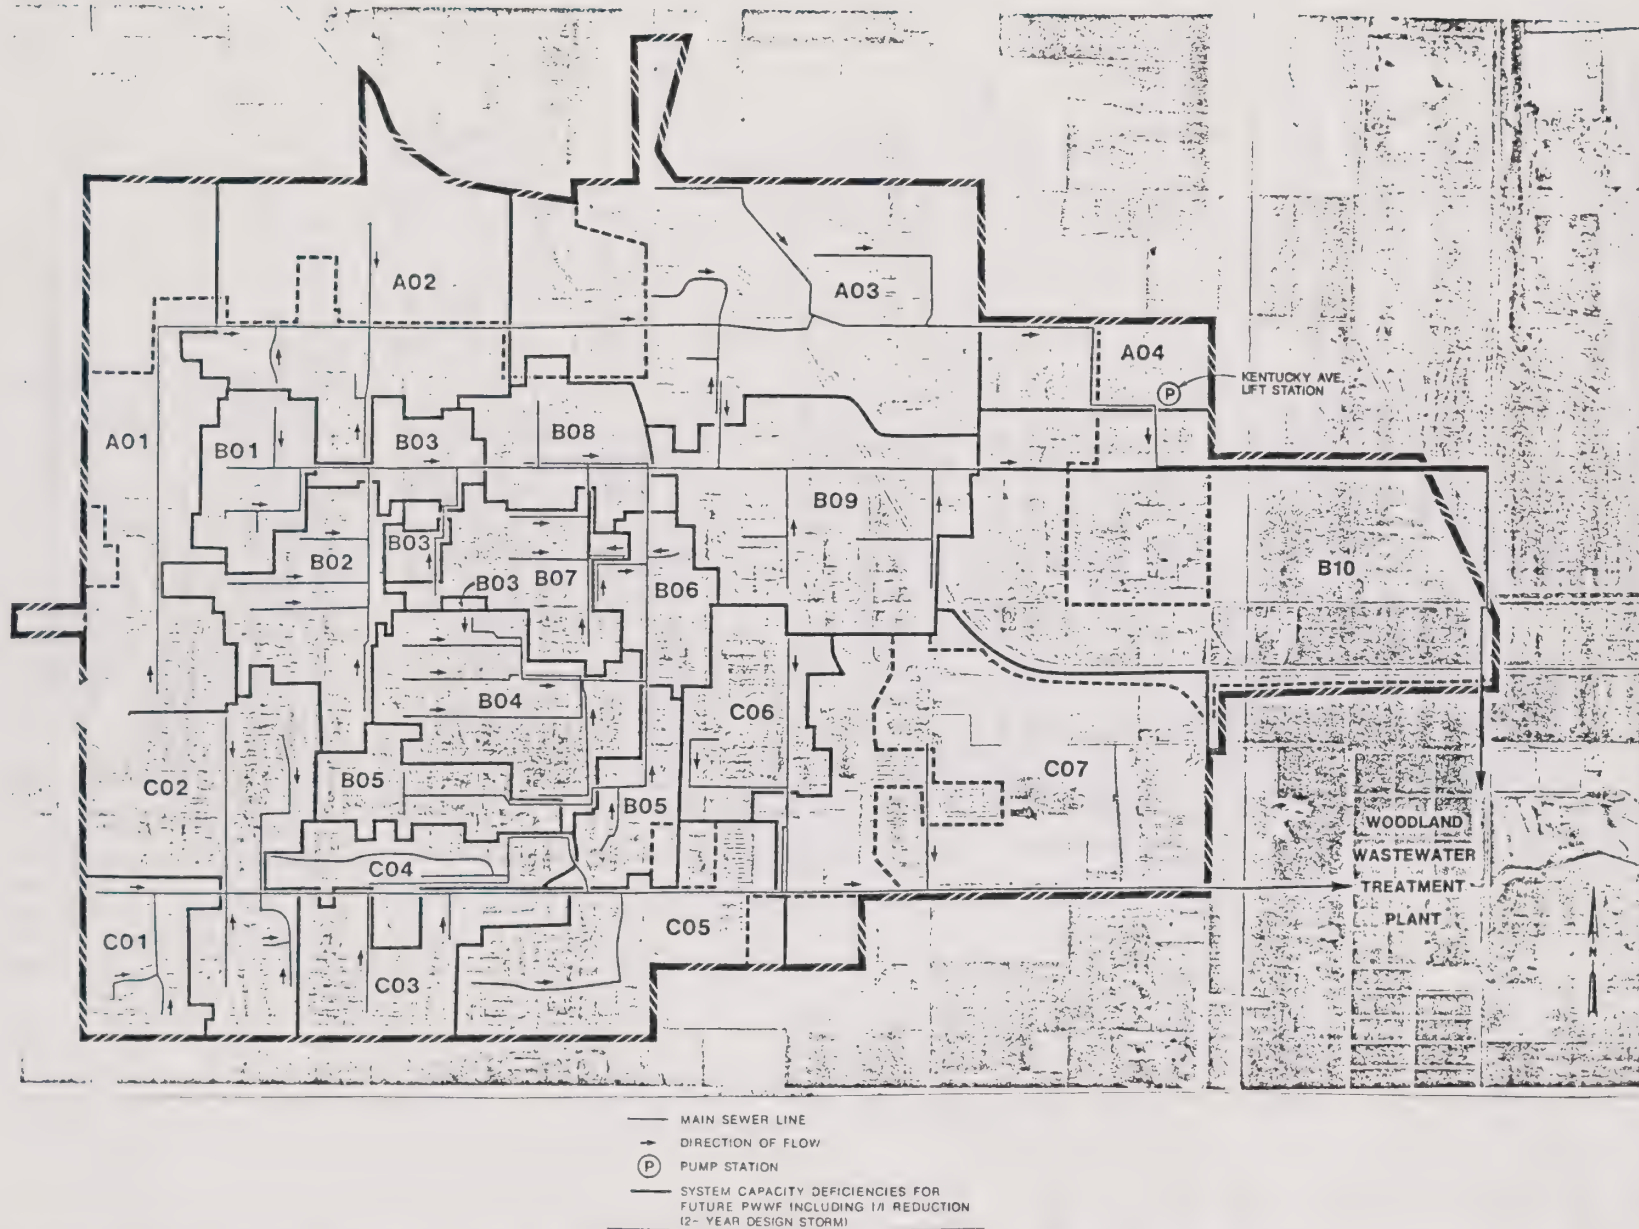 A02
A03
A04
KENTUCKY AVE.
LIFT STATION
P
A01
B01
B03
B08
B09
B03
B02
B03
B07
B06
B10
B04
C06
C02
B05
B05
C07
WOODLAND
WASTEWATER
TREATMENT
PLANT
C04
C01
C05
C03
N
MAIN SEWER LINE
DIRECTION OF FLOW
P PUMP STATION
SYSTEM CAPACITY DEFICIENCIES FOR
FUTURE PWWF INCLUDING I/I REDUCTION
(2- YEAR DESIGN STORM)